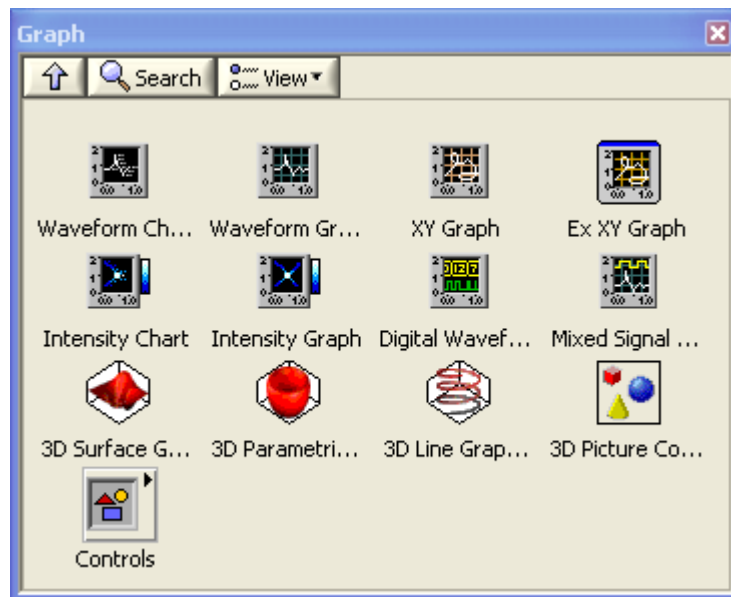 Graph
Search View
Waveform Ch... Waveform Gr... XY Graph Ex XY Graph
Intensity Chart Intensity Graph Digital Wavef... Mixed Signal ...
3D Surface G... 3D Parametri... 3D Line Grap... 3D Picture Co...
Controls